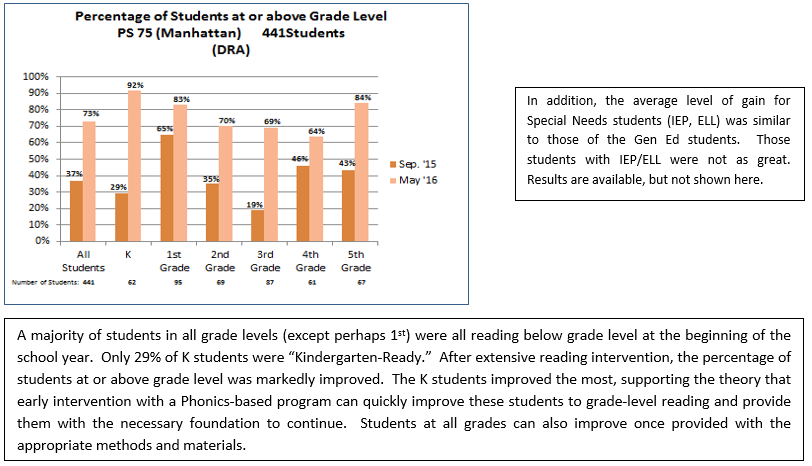 Percentage of Students at or above Grade Level
PS 75 (Manhattan) 441Students
(DRA)
100%
90%
80%
70%
60%
50%
40%
30%
20%
10%
0%
37%
73%
29%
92%
65%
83%
35%
70%
19%
69%
46%
64%
43%
84%
Sep. '15
May '16
All Students
K
1st Grade
2nd Grade
3rd Grade
4th Grade
5th Grade
Number of Students: 441 62 95 69 87 61 67
In addition, the average level of gain for
Special Needs students (IEP, ELL) was similar
to those of the Gen Ed students. Those
students with IEP/ELL were not as great.
Results are available, but not shown here.
A majority of students in all grade levels (except perhaps 1st) were all reading below grade level at the beginning of the
school year. Only 29% of K students were “Kindergarten-Ready.” After extensive reading intervention, the percentage of
students at or above grade level was markedly improved. The K students improved the most, supporting the theory that
early intervention with a Phonics-based program can quickly improve these students to grade-level reading and provide
them with the necessary foundation to continue. Students at all grades can also improve once provided with the
appropriate methods and materials.